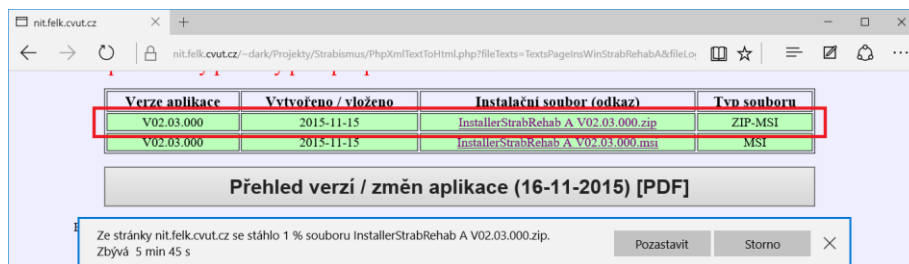 nit.felk.cvut.cz
nit.felk.cvut.cz/~dark/Projekty/Strabismus/PhpXmlTextToHtml.php?fileTexts=TextsPageInsWinStrabRehabA&fileLo
Verze aplikace Vytvořeno / vyloženo Instalační soubor (odkaz) Typ souboru
V02.03.000 2015-11-15 InstallerStrabRehab A V02.03.000.zip ZIP-MSI
V02.03.000 2015-11-15 InstallerStrabRehab A V02.03.000.msi MSI
Přehled verzí / změn aplikace (16-11-2015) [PDF]
Ze stránky nit.felk.cvut.cz se stáhlo 1 % souboru InstallerStrabRehab A V02.03.000.zip.
Zbývá 5 min 45 s
Pozastavit Storno